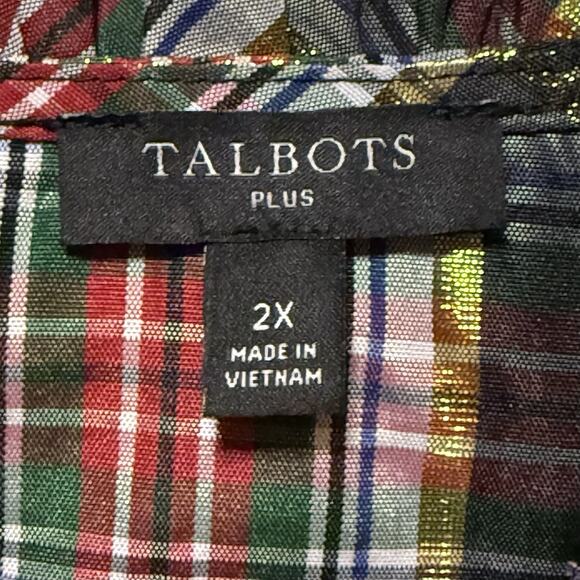 TALBOTS
PLUS
2X
MADE IN
VIETNAM